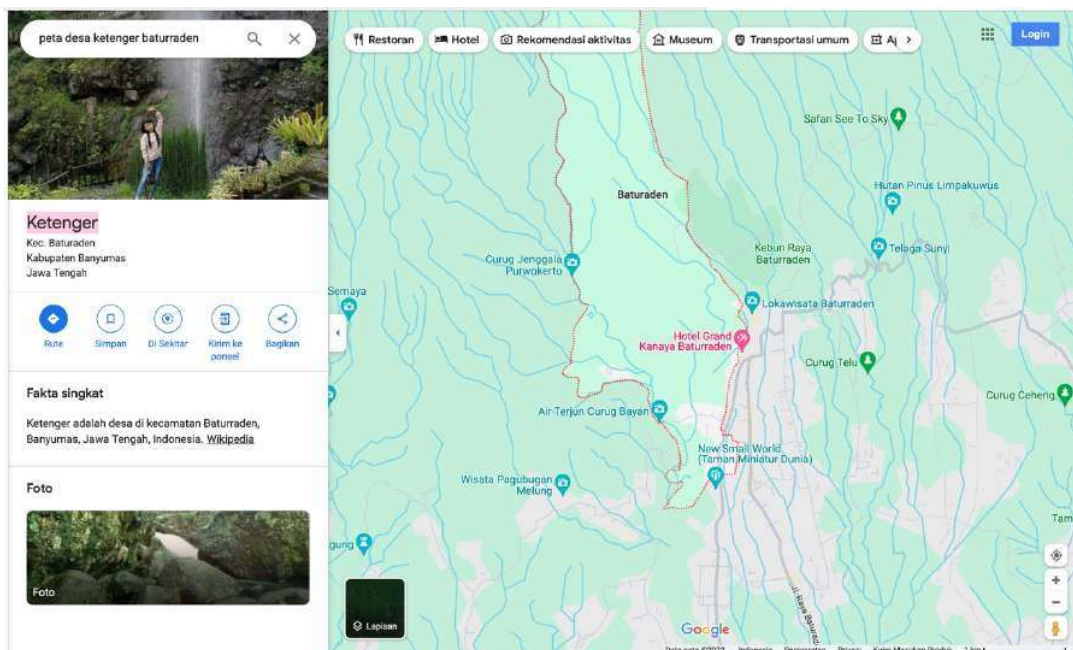 peta desa ketenger baturraden
Restoran
Hotel
Rekomendasi aktivitas
Museum
Transportasi umum
Login
Ketenger
Kec. Baturaden
Kabupaten Banyumas
Jawa Tengah
Rute
Simpan
Di Sekitar
Kirim ke
ponsel
Bagikan
Fakta singkat
Ketenger adalah desa di kecamatan Baturraden,
Banyumas, Jawa Tengah, Indonesia. Wikipedia
Foto
Foto
Safari See To Sky
Baturaden
Hutan Pinus Limpakuwus
Kebun Raya
Baturaden
Telaga Sunyi
Curug Jenggala
Purwokerto
Semaya
Lokawisata Baturraden
Hotel Grand
Kanaya Baturraden
Curug Telu
Curug Ceheng
Air Terjun Curug Bayan
New Small World
(Taman Miniatur Dunia)
Wisata Pagubugan
Melung
Tam
gung
Jl. Raya Baturad
Lapisan
Google